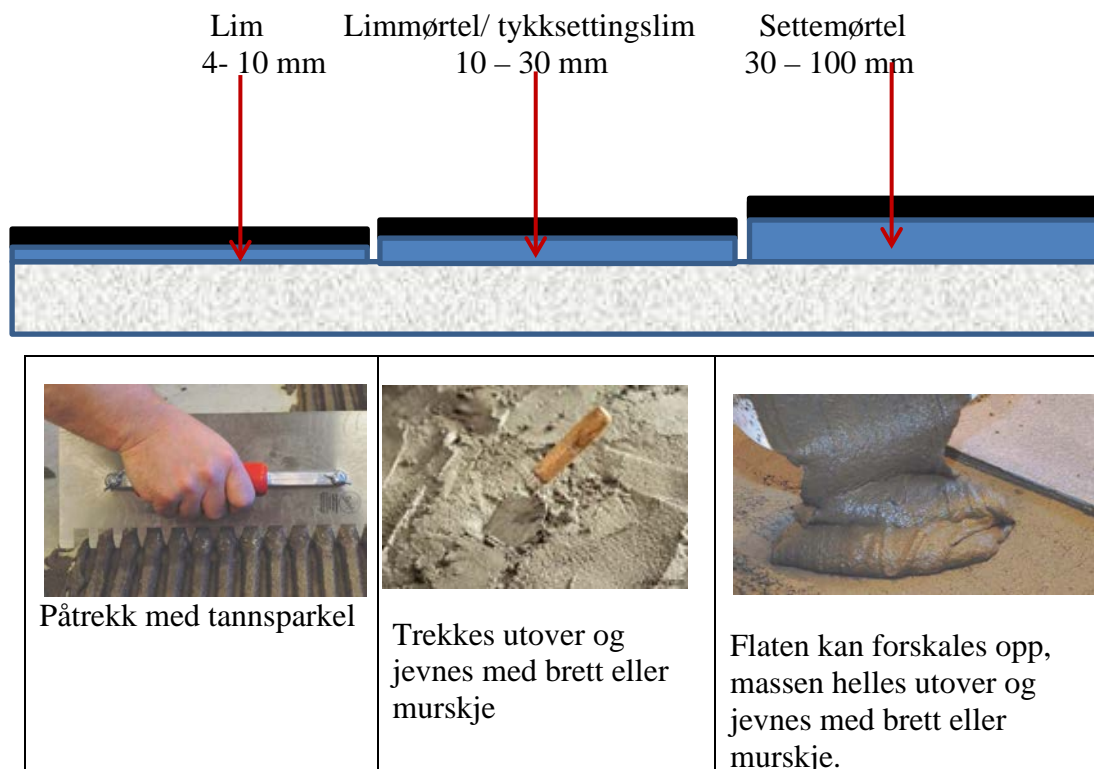 Lim
4- 10 mm
Limmørtel/ tykksettingslim
10 – 30 mm
Settemørtel
30 – 100 mm
Påtrekk med tannsparkel
Trekkes utover og
jevnes med brett eller
murskje
Flaten kan forskales opp,
massen helles utover og
jevnes med brett eller
murskje.